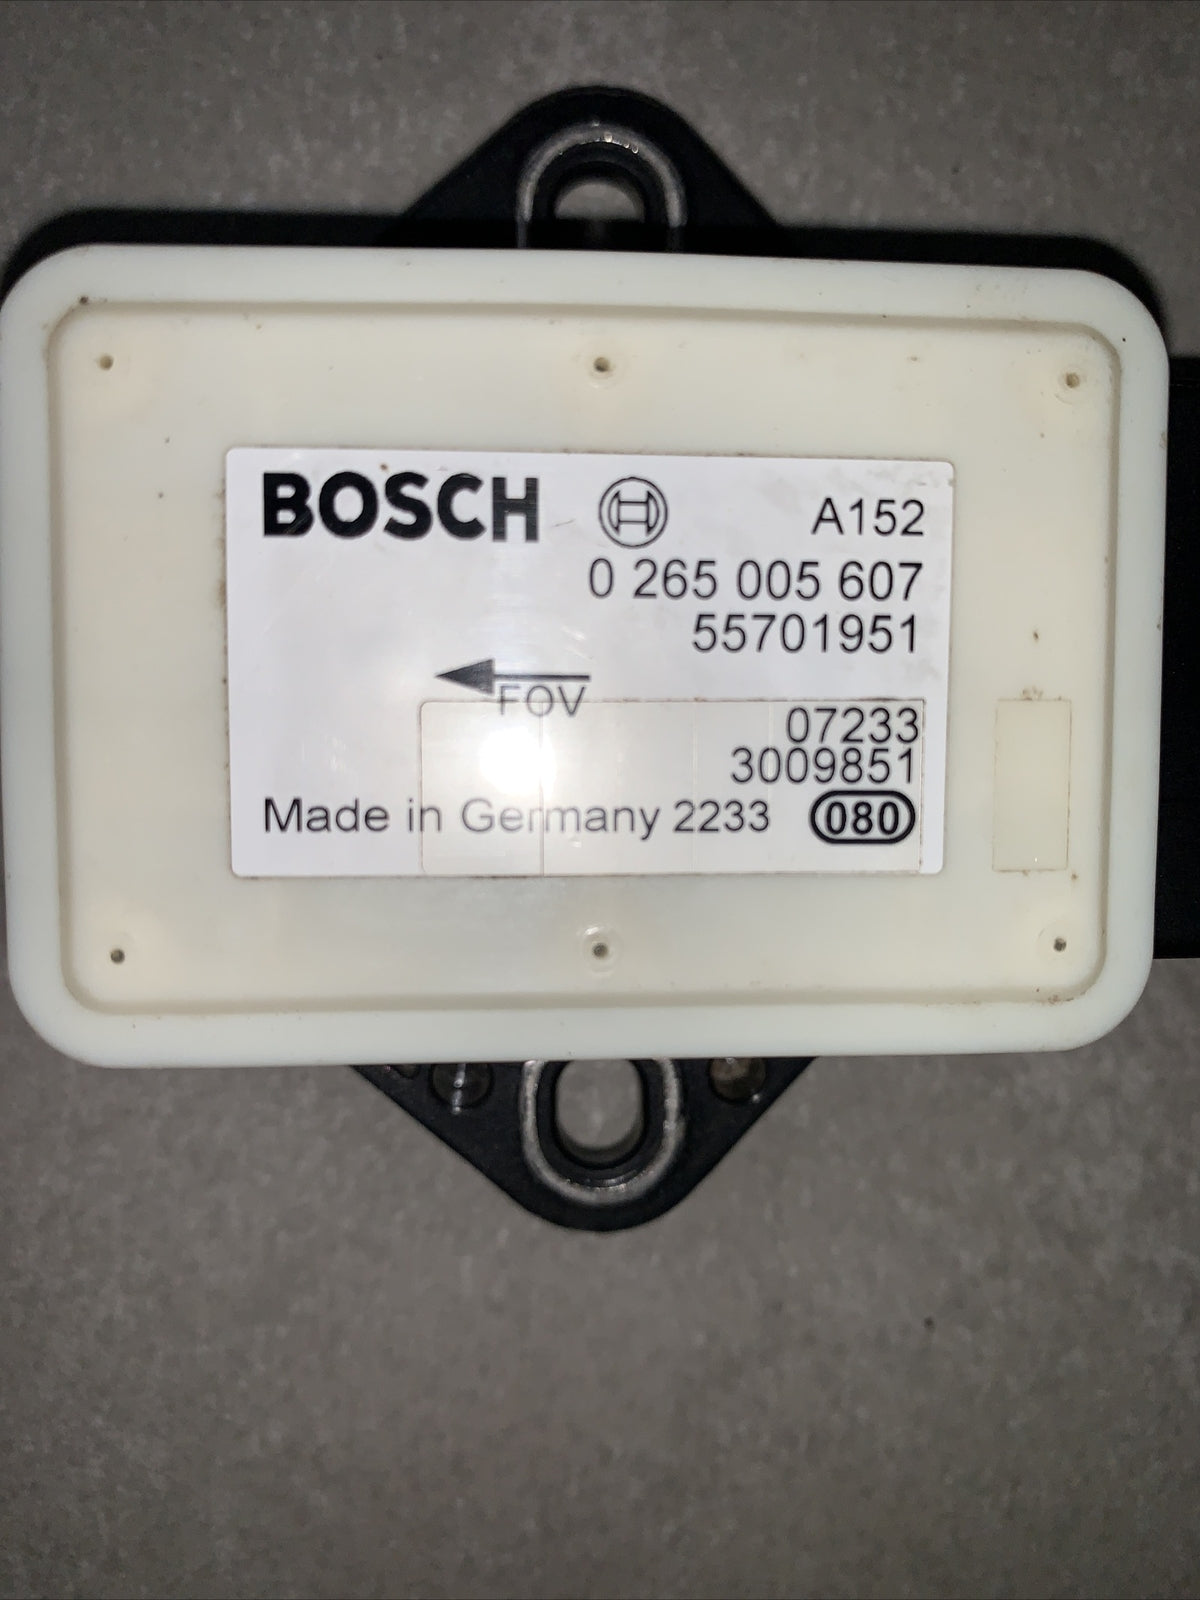 BOSCH A152
0 265 005 607
55701951
FOV
07233
3009851
Made in Germany 2233 080